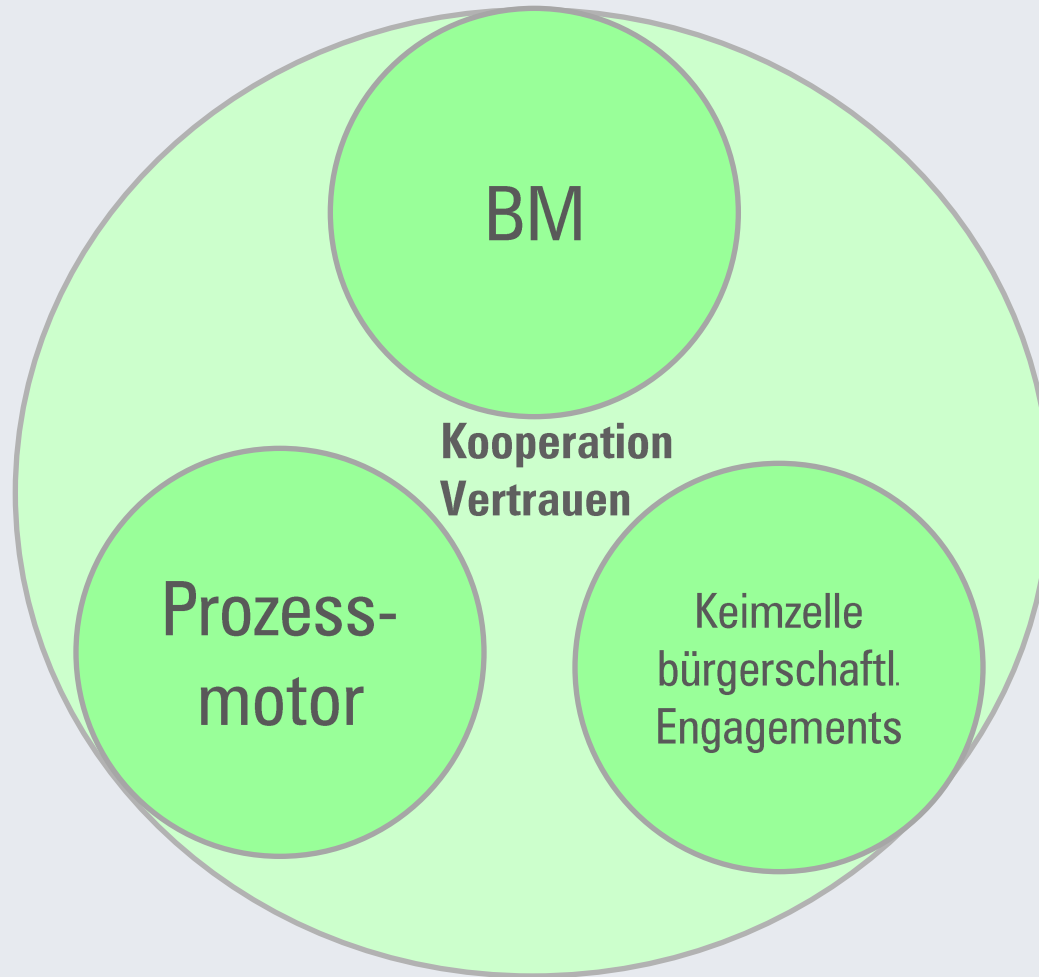 BM
Kooperation
Vertrauen
Prozess-
motor
Keimzelle
bürgerschaftl.
Engagements